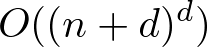 O((n + d)^d)